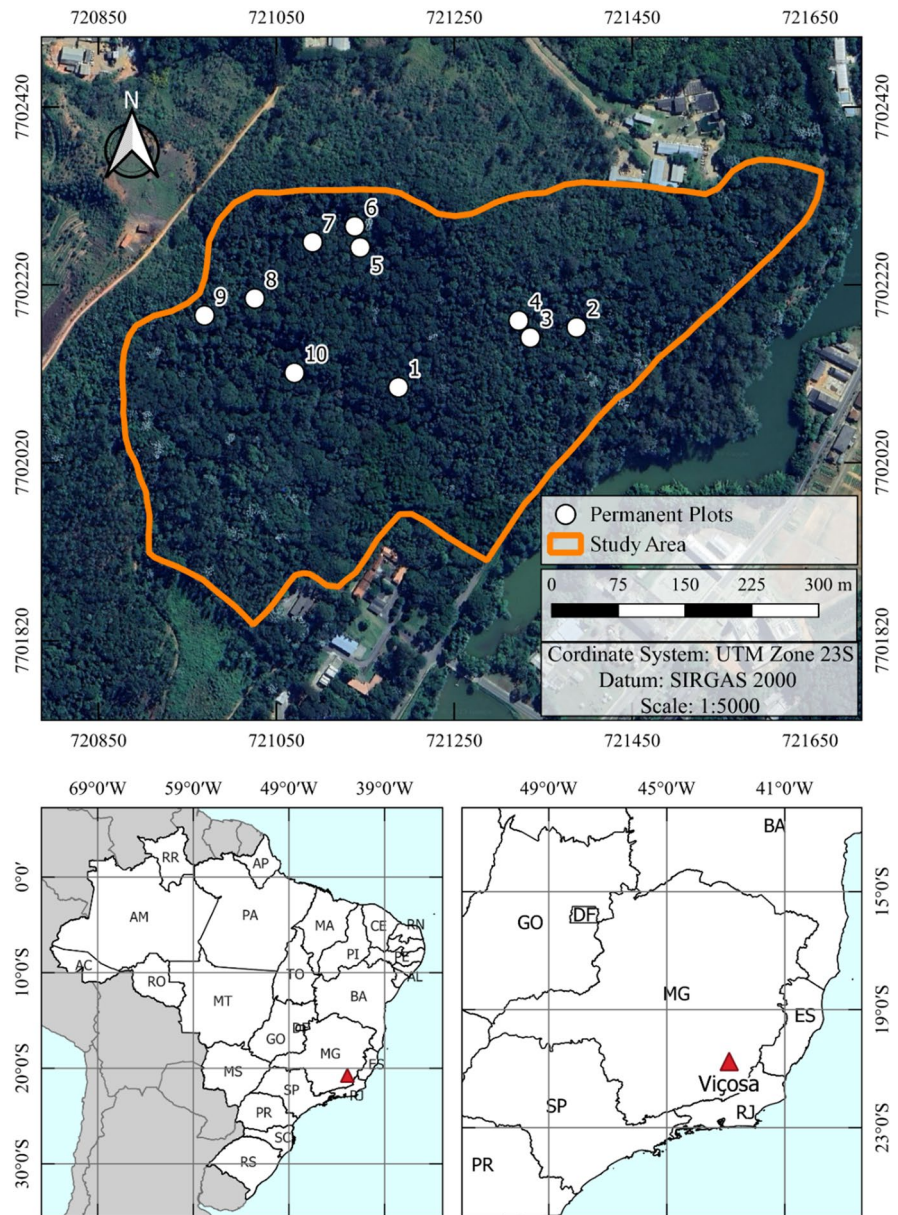 720850 721050 721250 721450 721650
7702420
7702220
7702020
7701820
7702420
7702220
7702020
7701820
N
6
7
5
8
9
4
2
3
10
1
Permanent Plots
Study Area
0 75 150 225 300 m
Cordinate System: UTM Zone 23S
Datum: SIRGAS 2000
Scale: 1:5000
720850 721050 721250 721450 721650
69°0'W 59°0'W 49°0'W 39°0'W
0°0'
10°0'S
20°0'S
30°0'S
RR
AP
AM
PA
MA
CE
RN
PI
PE
AC
TO
AL
RO
BA
MT
GO
DF
MG
ES
MS
SP
RJ
PR
SC
RS
49°0'W 45°0'W 41°0'W
15°0'S
19°0'S
23°0'S
BA
GO
DF
MG
ES
Viçosa
SP
RJ
PR